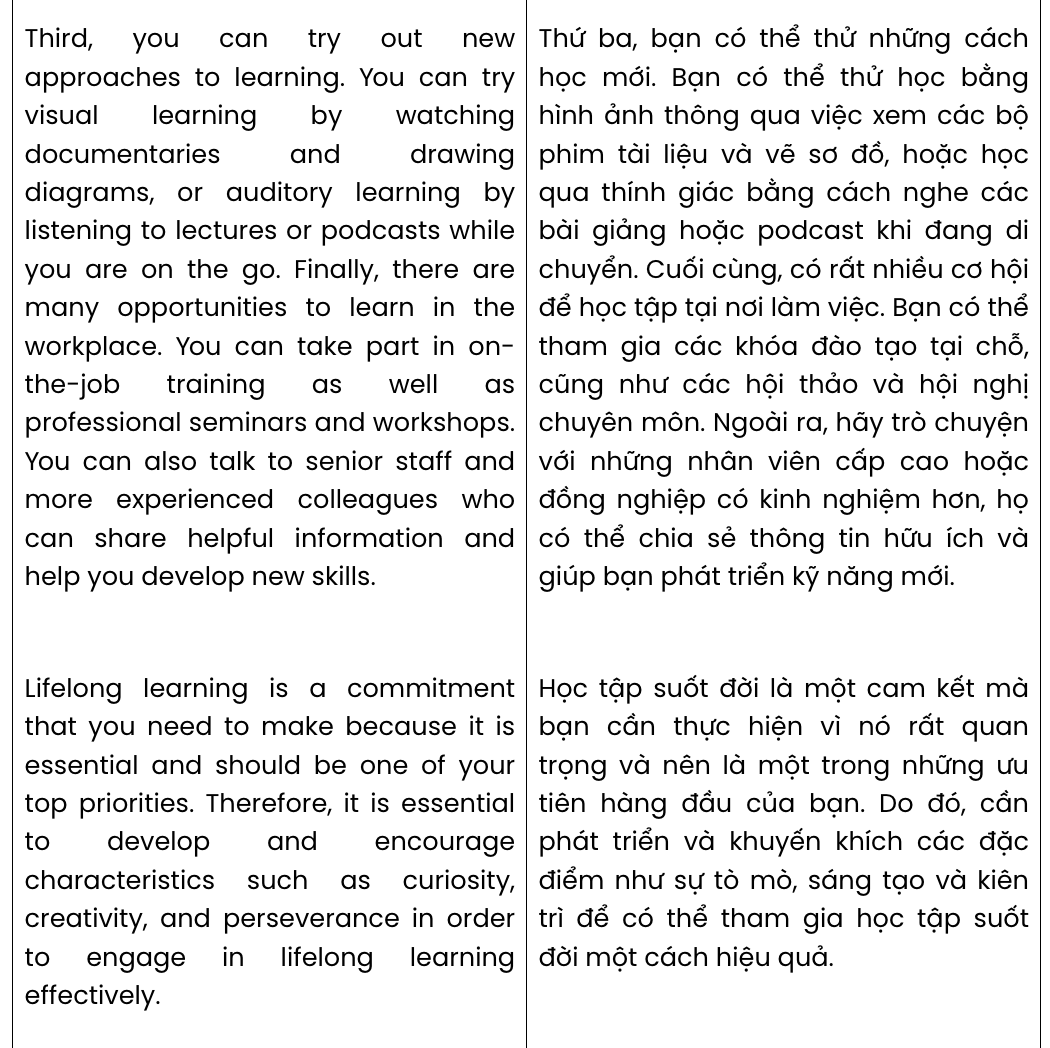 Third, you can try out new
approaches to learning. You can try
visual learning by watching
documentaries and drawing
diagrams, or auditory learning by
listening to lectures or podcasts while
you are on the go. Finally, there are
many opportunities to learn in the
workplace. You can take part in on-
the-job training as well as
professional seminars and workshops.
You can also talk to senior staff and
more experienced colleagues who
can share helpful information and
help you develop new skills.
Thứ ba, bạn có thể thử những cách
học mới. Bạn có thể thử học bằng
hình ảnh thông qua việc xem các bộ
phim tài liệu và vẽ sơ đồ, hoặc học
qua thính giác bằng cách nghe các
bài giảng hoặc podcast khi đang di
chuyển. Cuối cùng, có rất nhiều cơ hội
để học tập tại nơi làm việc. Bạn có thể
tham gia các khóa đào tạo tại chỗ,
cũng như các hội thảo và hội nghị
chuyên môn. Ngoài ra, hãy trò chuyện
với những nhân viên cấp cao hoặc
đồng nghiệp có kinh nghiệm hơn, họ
có thể chia sẻ thông tin hữu ích và
giúp bạn phát triển kỹ năng mới.
Lifelong learning is a commitment
that you need to make because it is
essential and should be one of your
top priorities. Therefore, it is essential
to develop and encourage
characteristics such as curiosity,
creativity, and perseverance in order
to engage in lifelong learning
effectively.
Học tập suốt đời là một cam kết mà
bạn cần thực hiện vì nó rất quan
trọng và nên là một trong những ưu
tiên hàng đầu của bạn. Do đó, cần
phát triển và khuyến khích các đặc
điểm như sự tò mò, sáng tạo và kiên
trì để có thể tham gia học tập suốt
đời một cách hiệu quả.